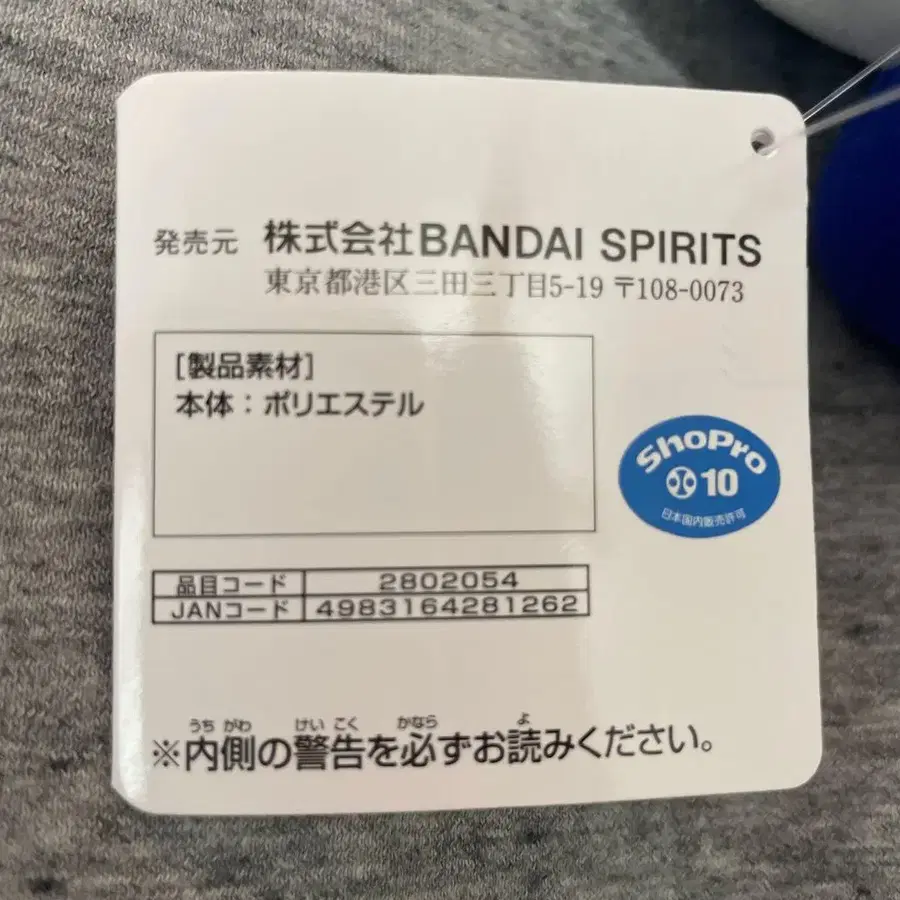 発売元 株式会社BANDAI SPIRITS
東京都港区三田三丁目5-19 〒108-0073
[製品素材]
本体：ポリエステル
ShoPro
10
日本国内販売許可
品目コード 2802054
JANコード 4983164281262
うち がわ けい こく かなら よ
※内側の警告を必ずお読みください。